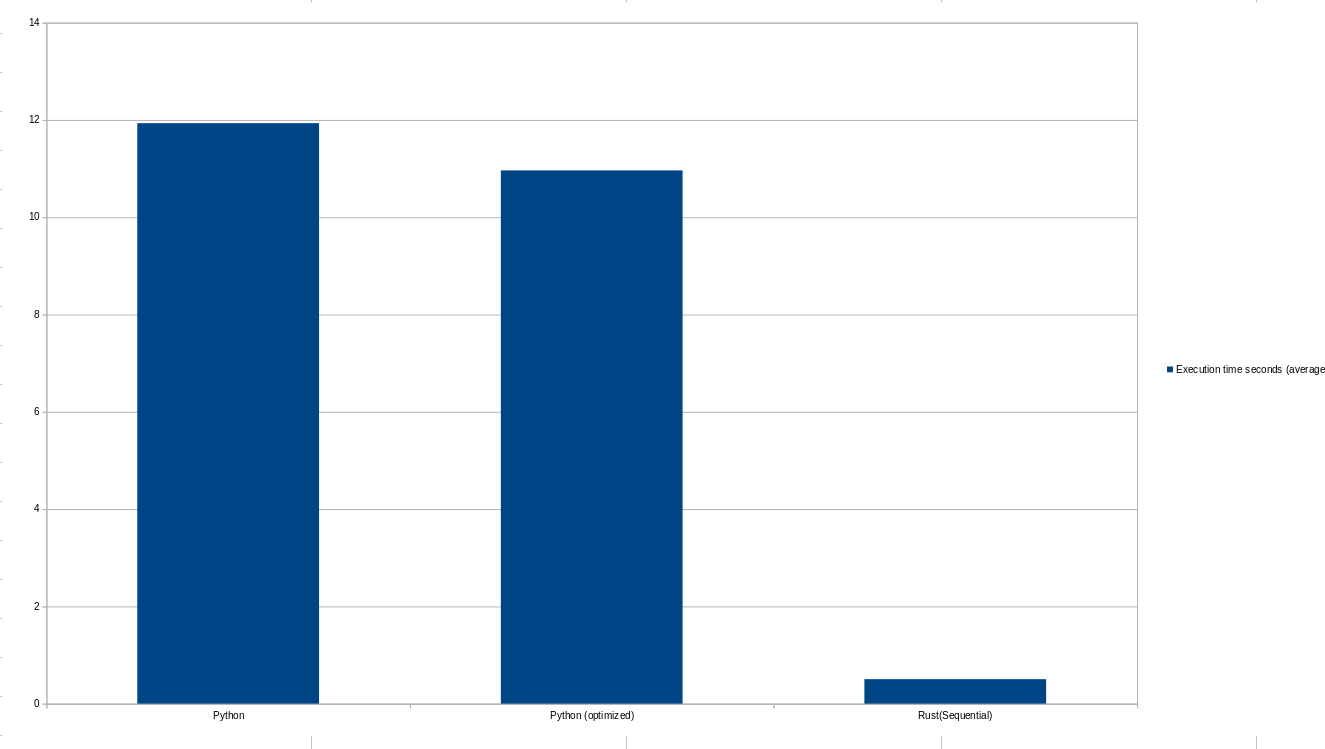 14
12
10
8
6
4
2
0
Python
Python (optimized)
Rust(Sequential)
Execution time seconds (average